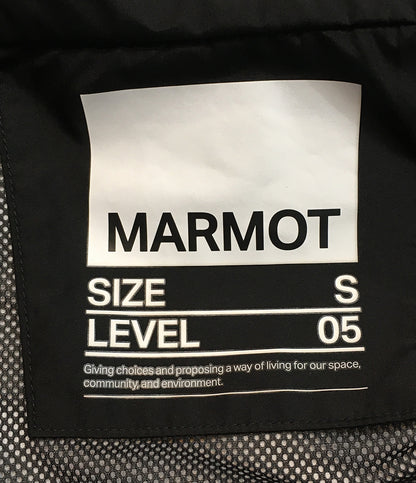 MARMOT
SIZE S
LEVEL 05
Giving choices and proposing a way of living for our space,
community, and environment.